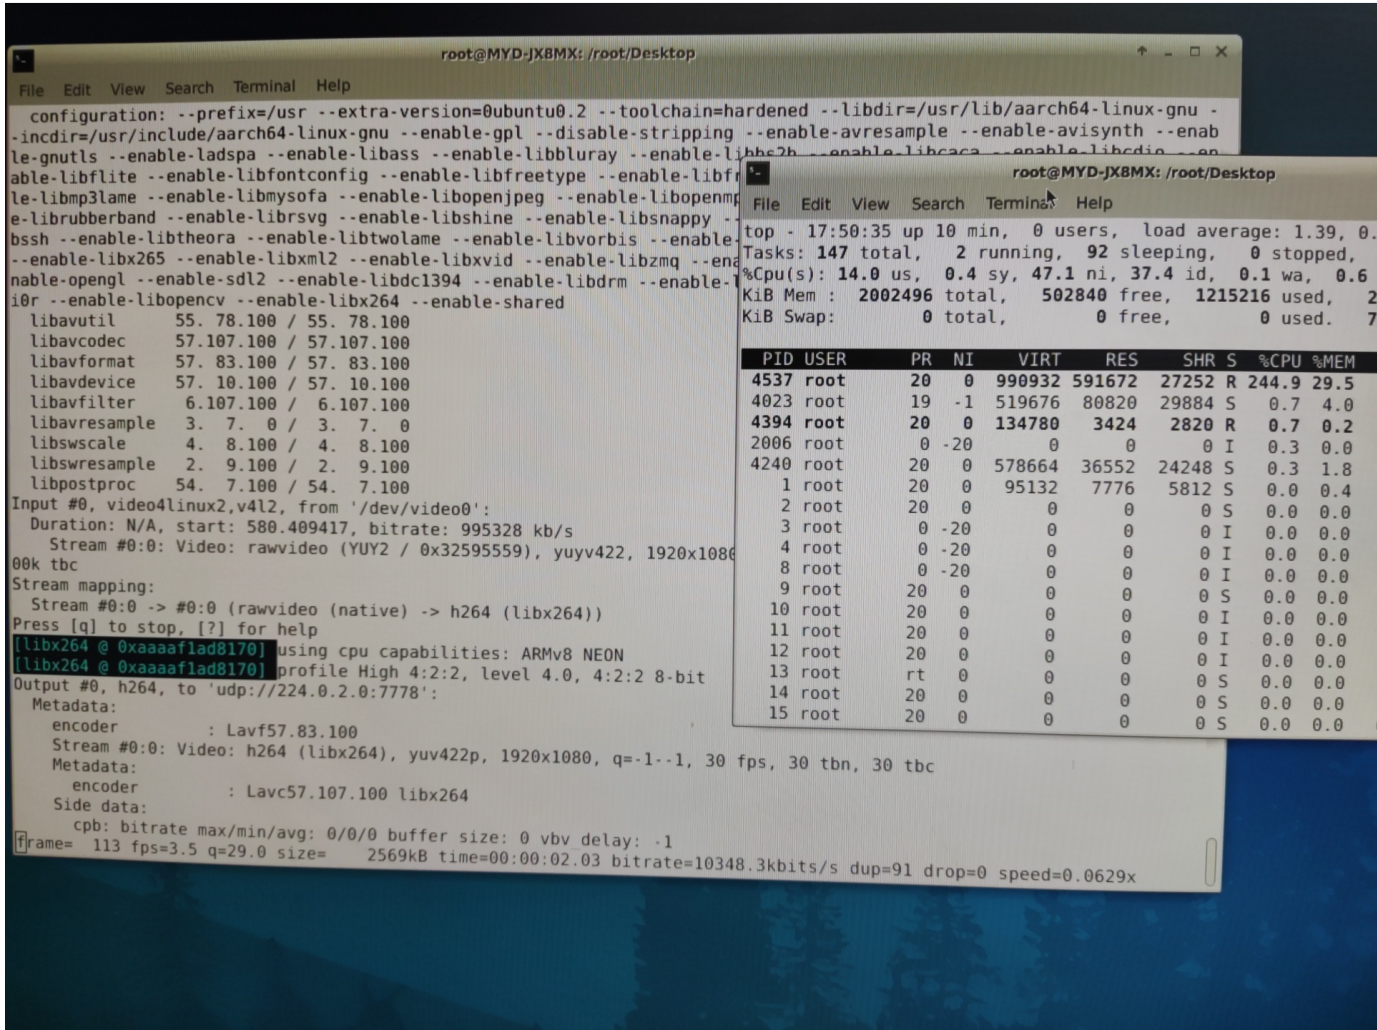 root@MYD-JX8MX: /root/Desktop
File Edit View Search Terminal Help
configuration: --prefix=/usr --extra-version=0ubuntu0.2 --toolchain=hardened --libdir=/usr/lib/aarch64-linux-gnu -
-incdir=/usr/include/aarch64-linux-gnu --enable-gpl --disable-stripping --enable-avresample --enable-avisynth --enab
le-gnutls --enable-ladspa --enable-libass --enable-libbluray --enable-libbs2b --enable-libcaca --enable-libcdio --en
able-libflite --enable-libfontconfig --enable-libfreetype --enable-libfr
le-libmp3lame --enable-libmysofa --enable-libopenjpeg --enable-libopenmp
e-librubberband --enable-librsvg --enable-libshine --enable-libsnappy --
bssh --enable-libtheora --enable-libtwolame --enable-libvorbis --enable-
--enable-libx265 --enable-libxml2 --enable-libxvid --enable-libzmq --ena
nable-opengl --enable-sdl2 --enable-libdc1394 --enable-libdrm --enable-l
i0r --enable-libopencv --enable-libx264 --enable-shared
libavutil 55. 78.100 / 55. 78.100
libavcodec 57.107.100 / 57.107.100
libavformat 57. 83.100 / 57. 83.100
libavdevice 57. 10.100 / 57. 10.100
libavfilter 6.107.100 / 6.107.100
libavresample 3. 7. 0 / 3. 7. 0
libswscale 4. 8.100 / 4. 8.100
libswresample 2. 9.100 / 2. 9.100
libpostproc 54. 7.100 / 54. 7.100
Input #0, video4linux2,v4l2, from '/dev/video0':
Duration: N/A, start: 580.409417, bitrate: 995328 kb/s
Stream #0:0: Video: rawvideo (YUY2 / 0x32595559), yuyv422, 1920x1080
00k tbc
Stream mapping:
Stream #0:0 -> #0:0 (rawvideo (native) -> h264 (libx264))
Press [q] to stop, [?] for help
[libx264 @ 0xaaaaf1ad8170] using cpu capabilities: ARMv8 NEON
[libx264 @ 0xaaaaf1ad8170] profile High 4:2:2, level 4.0, 4:2:2 8-bit
Output #0, h264, to 'udp://224.0.2.0:7778':
Metadata:
encoder : Lavf57.83.100
Stream #0:0: Video: h264 (libx264), yuv422p, 1920x1080, q=-1--1, 30 fps, 30 tbn, 30 tbc
Metadata:
encoder : Lavc57.107.100 libx264
Side data:
cpb: bitrate max/min/avg: 0/0/0 buffer size: 0 vbv_delay: -1
frame= 113 fps=3.5 q=29.0 size= 2569kB time=00:00:02.03 bitrate=10348.3kbits/s dup=91 drop=0 speed=0.0629x
root@MYD-JX8MX: /root/Desktop
File Edit View Search Terminal Help
top - 17:50:35 up 10 min, 0 users, load average: 1.39, 0.
Tasks: 147 total, 2 running, 92 sleeping, 0 stopped,
%Cpu(s): 14.0 us, 0.4 sy, 47.1 ni, 37.4 id, 0.1 wa, 0.6
KiB Mem : 2002496 total, 502840 free, 1215216 used, 2
KiB Swap: 0 total, 0 free, 0 used. 7
PID USER PR NI VIRT RES SHR S %CPU %MEM
4537 root 20 0 990932 591672 27252 R 244.9 29.5
4023 root 19 -1 519676 80820 29884 S 0.7 4.0
4394 root 20 0 134780 3424 2820 R 0.7 0.2
2006 root 0 -20 0 0 0 I 0.3 0.0
4240 root 20 0 578664 36552 24248 S 0.3 1.8
1 root 20 0 95132 7776 5812 S 0.0 0.4
2 root 20 0 0 0 0 S 0.0 0.0
3 root 0 -20 0 0 0 I 0.0 0.0
4 root 0 -20 0 0 0 I 0.0 0.0
8 root 0 -20 0 0 0 I 0.0 0.0
9 root 20 0 0 0 0 S 0.0 0.0
10 root 20 0 0 0 0 I 0.0 0.0
11 root 20 0 0 0 0 I 0.0 0.0
12 root 20 0 0 0 0 I 0.0 0.0
13 root rt 0 0 0 0 S 0.0 0.0
14 root 20 0 0 0 0 S 0.0 0.0
15 root 20 0 0 0 0 S 0.0 0.0